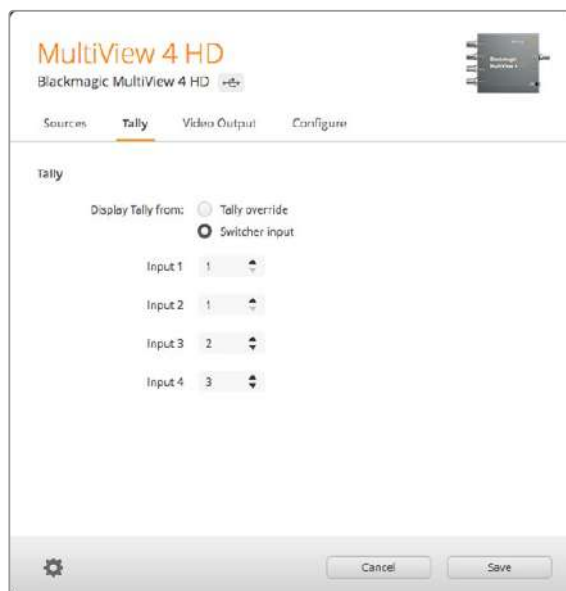 MultiView 4 HD
Blackmagic MultiView 4 HD
Sources Tally Video Output Configure
Tally
Display Tally from: Tally override
Switcher input
Input 1 1
Input 2 1
Input 3 2
Input 4 3
Cancel Save